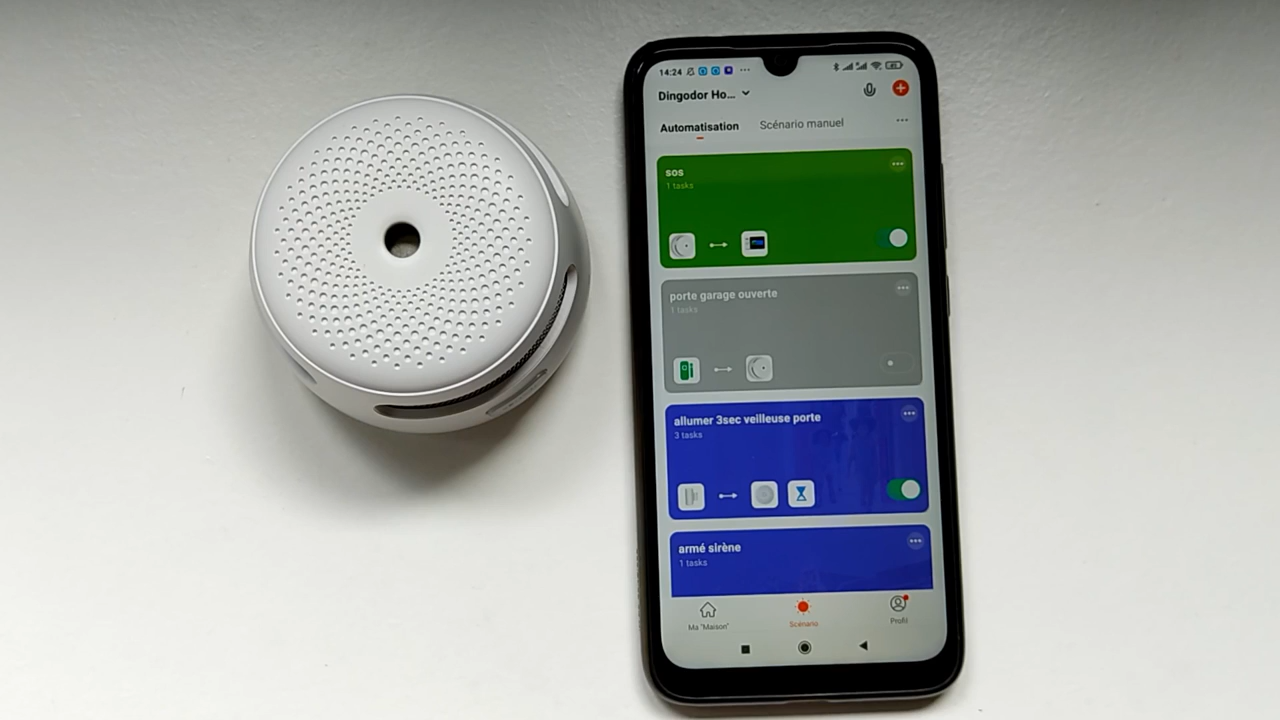 14:24
Dingodor Ho...
Automatisation
Scénario manuel
sos
1 tasks
porte garage ouverte
1 tasks
allumer 3sec veilleuse porte
3 tasks
armé sirène
1 tasks
Ma "Maison"
Scénario
Profil